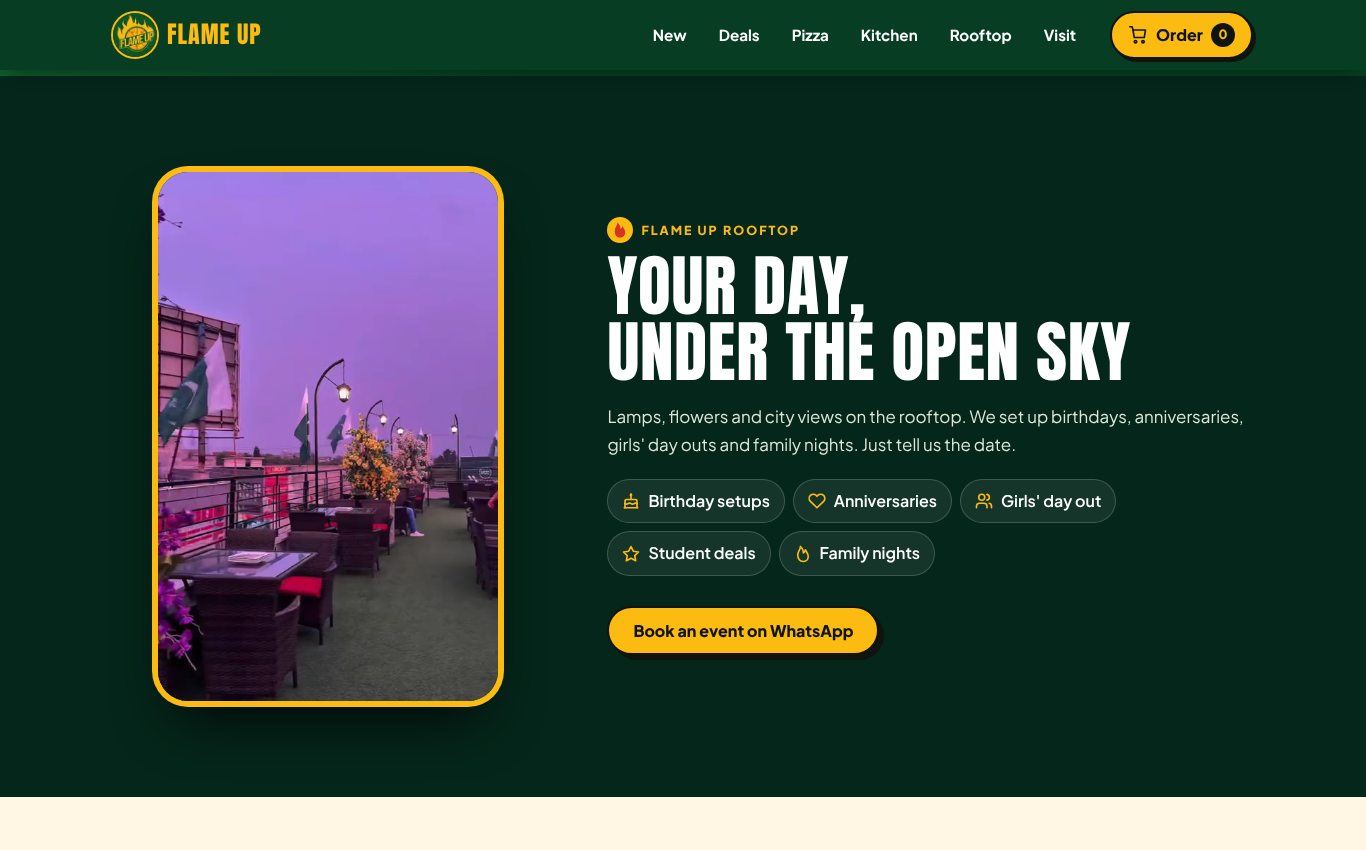 FLAME UP
FLAME UP
New
Deals
Pizza
Kitchen
Rooftop
Visit
Order
0
FLAME UP ROOFTOP
YOUR DAY,
UNDER THE OPEN SKY
Lamps, flowers and city views on the rooftop. We set up birthdays, anniversaries,
girls' day outs and family nights. Just tell us the date.
Birthday setups
Anniversaries
Girls' day out
Student deals
Family nights
Book an event on WhatsApp